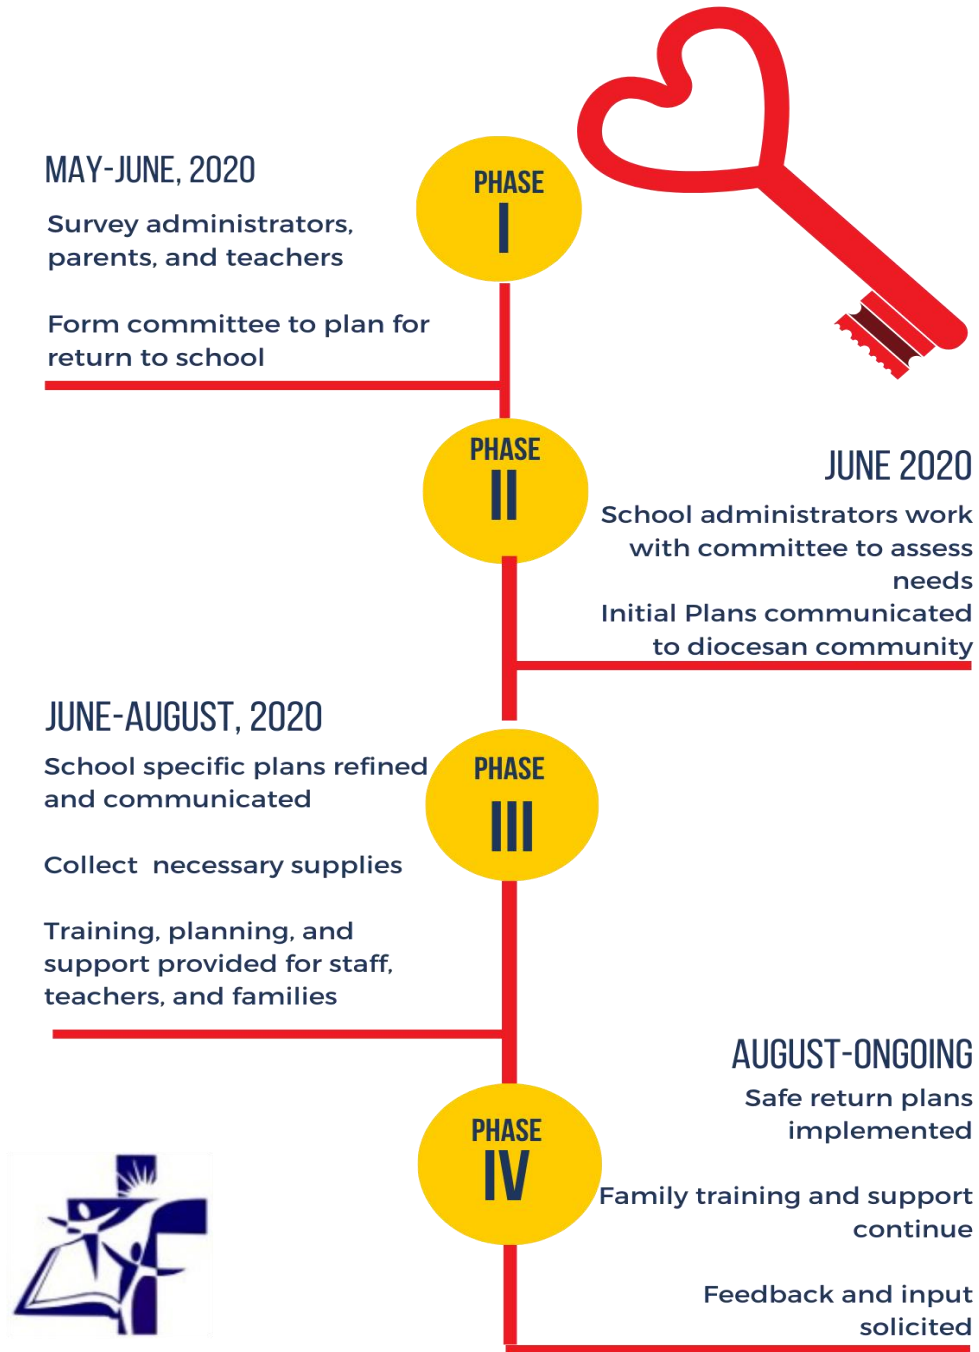 MAY-JUNE, 2020
Survey administrators,
parents, and teachers
Form committee to plan for
return to school
PHASE
I
PHASE
II
JUNE 2020
School administrators work
with committee to assess
needs
Initial Plans communicated
to diocesan community
JUNE-AUGUST, 2020
School specific plans refined
and communicated
Collect  necessary supplies
Training, planning, and
support provided for staff,
teachers, and families
PHASE
III
PHASE
IV
AUGUST-ONGOING
Safe return plans
implemented
Family training and support
continue
Feedback and input
solicited